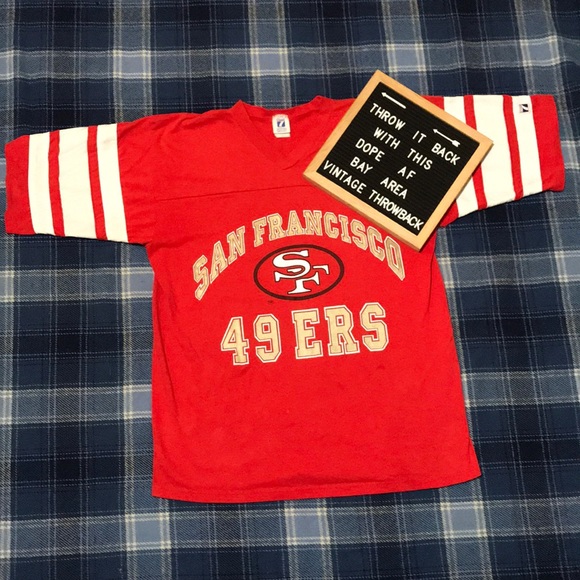 THROW IT BACK
WITH THIS
DOPE AF
BAY AREA
VINTAGE THROWBACK
SAN FRANCISCO
SF
49ERS